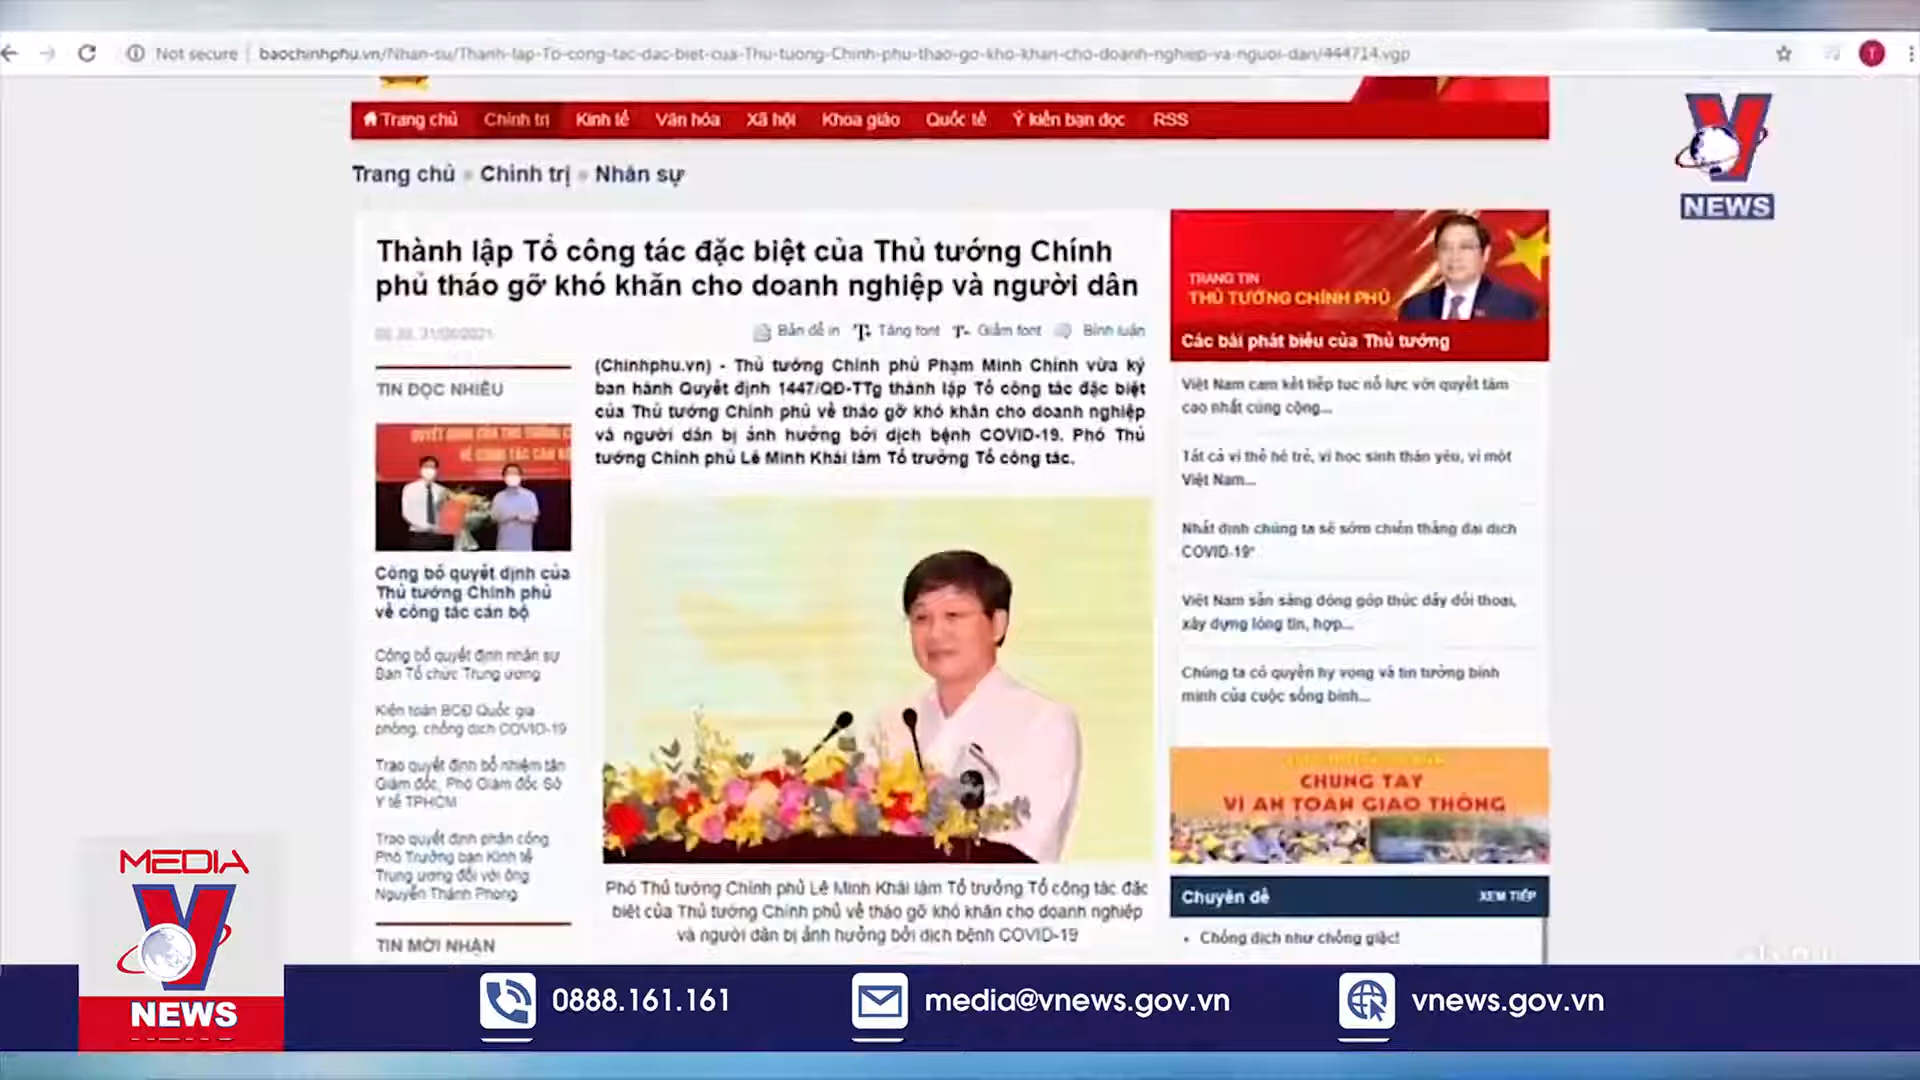 Not secure | baochinhphu.vn/Nhan-su/Thanh-lap-To-cong-tac-dac-biet-cua-Thu-tuong-Chinh-phu-thao-go-kho-khan-cho-doanh-nghiep-va-nguoi-dan/444714.vgp
Trang chủ Chính trị Kinh tế Văn hóa Xã hội Khoa giáo Quốc tế Ý kiến bạn đọc RSS
NEWS
Trang chủ » Chính trị » Nhân sự
Thành lập Tổ công tác đặc biệt của Thủ tướng Chính
phủ tháo gỡ khó khăn cho doanh nghiệp và người dân
Bản để in Tăng font Giảm font Bình luận
(Chinhphu.vn) - Thủ tướng Chính phủ Phạm Minh Chính vừa ký
ban hành Quyết định 1447/QĐ-TTg thành lập Tổ công tác đặc biệt
của Thủ tướng Chính phủ về tháo gỡ khó khăn cho doanh nghiệp
và người dân bị ảnh hưởng bởi dịch bệnh COVID-19. Phó Thủ
tướng Chính phủ Lê Minh Khái làm Tổ trưởng Tổ công tác.
TIN ĐỌC NHIỀU
QUYẾT ĐỊNH CỦA THỦ TƯỚNG C
VỀ CÔNG TÁC CÁN BỘ
Công bố quyết định của
Thủ tướng Chính phủ
về công tác cán bộ
Công bố quyết định nhân sự
Ban Tổ chức Trung ương
Kiện toàn BCĐ Quốc gia
phòng, chống dịch COVID-19
Trao quyết định bổ nhiệm tân
Giám đốc, Phó Giám đốc Sở
Y tế TPHCM
Trao quyết định phân công
Phó Trưởng ban Kinh tế
Trung ương đối với ông
Nguyễn Thành Phong
TIN MỚI NHẬN
Phó Thủ tướng Chính phủ Lê Minh Khái làm Tổ trưởng Tổ công tác đặc
biệt của Thủ tướng Chính phủ về tháo gỡ khó khăn cho doanh nghiệp
và người dân bị ảnh hưởng bởi dịch bệnh COVID-19
TRANG TIN
THỦ TƯỚNG CHÍNH PHỦ
Các bài phát biểu của Thủ tướng
Việt Nam cam kết tiếp tục nỗ lực với quyết tâm
cao nhất cùng cộng...
Tất cả vì thế hệ trẻ, vì học sinh thân yêu, vì một
Việt Nam...
Nhất định chúng ta sẽ sớm chiến thắng đại dịch
COVID-19"
Việt Nam sẵn sàng đóng góp thúc đẩy đối thoại,
xây dựng lòng tin, hợp...
Chúng ta có quyền hy vọng và tin tưởng bình
minh của cuộc sống bình...
CHUNG TAY
VÌ AN TOÀN GIAO THÔNG
Chuyên đề XEM TIẾP
• Chống dịch như chống giặc!
MEDIA
NEWS
0888.161.161
media@vnews.gov.vn
vnews.gov.vn